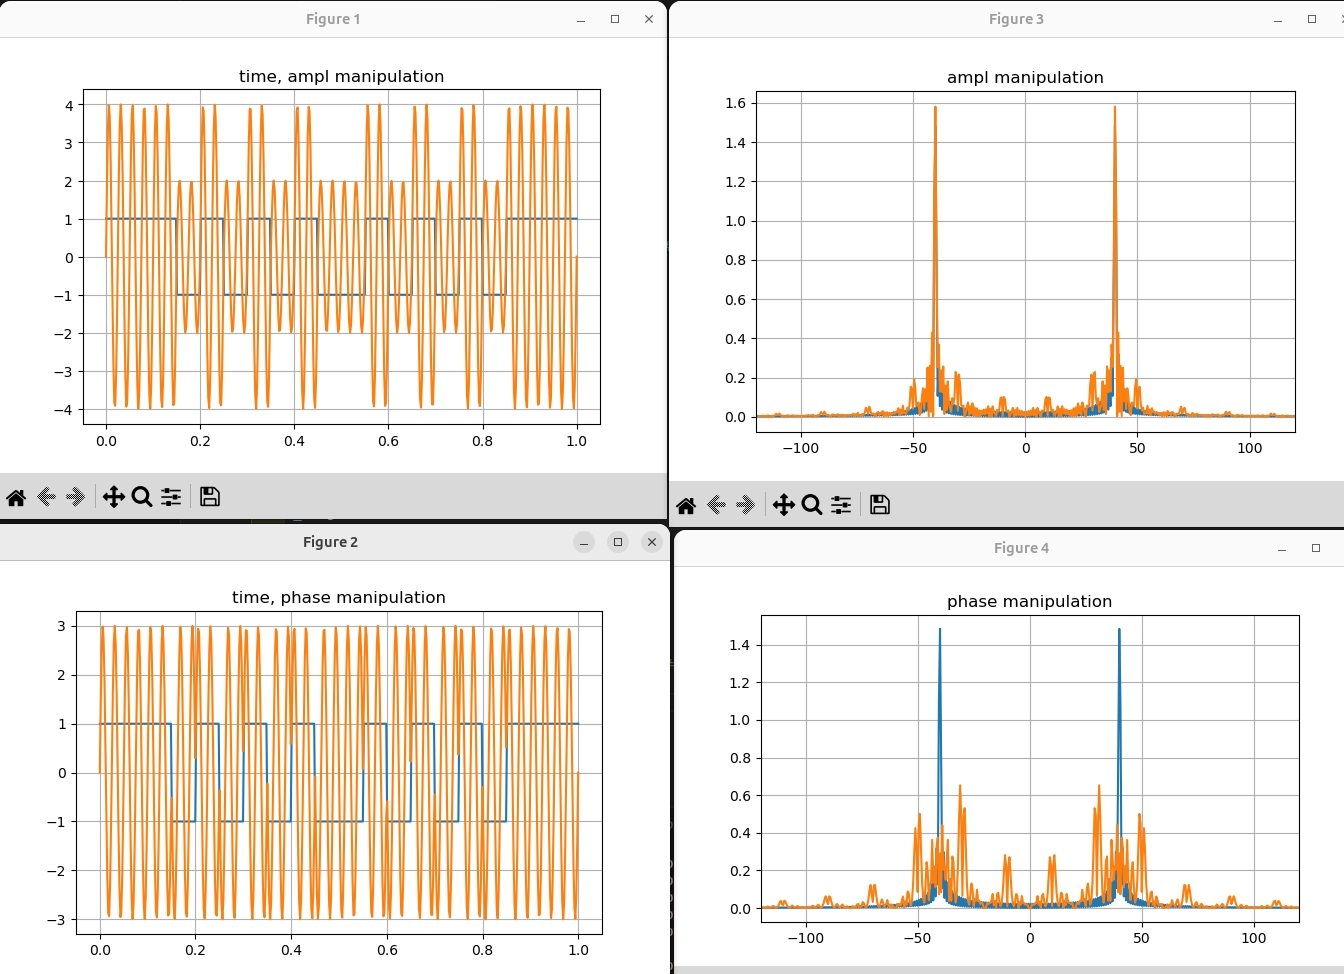 Figure 1
time, ampl manipulation
4
3
2
1
0
−1
−2
−3
−4
0.0 0.2 0.4 0.6 0.8 1.0
Figure 3
ampl manipulation
1.6
1.4
1.2
1.0
0.8
0.6
0.4
0.2
0.0
−100 −50 0 50 100
Figure 2
time, phase manipulation
3
2
1
0
−1
−2
−3
0.0 0.2 0.4 0.6 0.8 1.0
Figure 4
phase manipulation
1.4
1.2
1.0
0.8
0.6
0.4
0.2
0.0
−100 −50 0 50 100